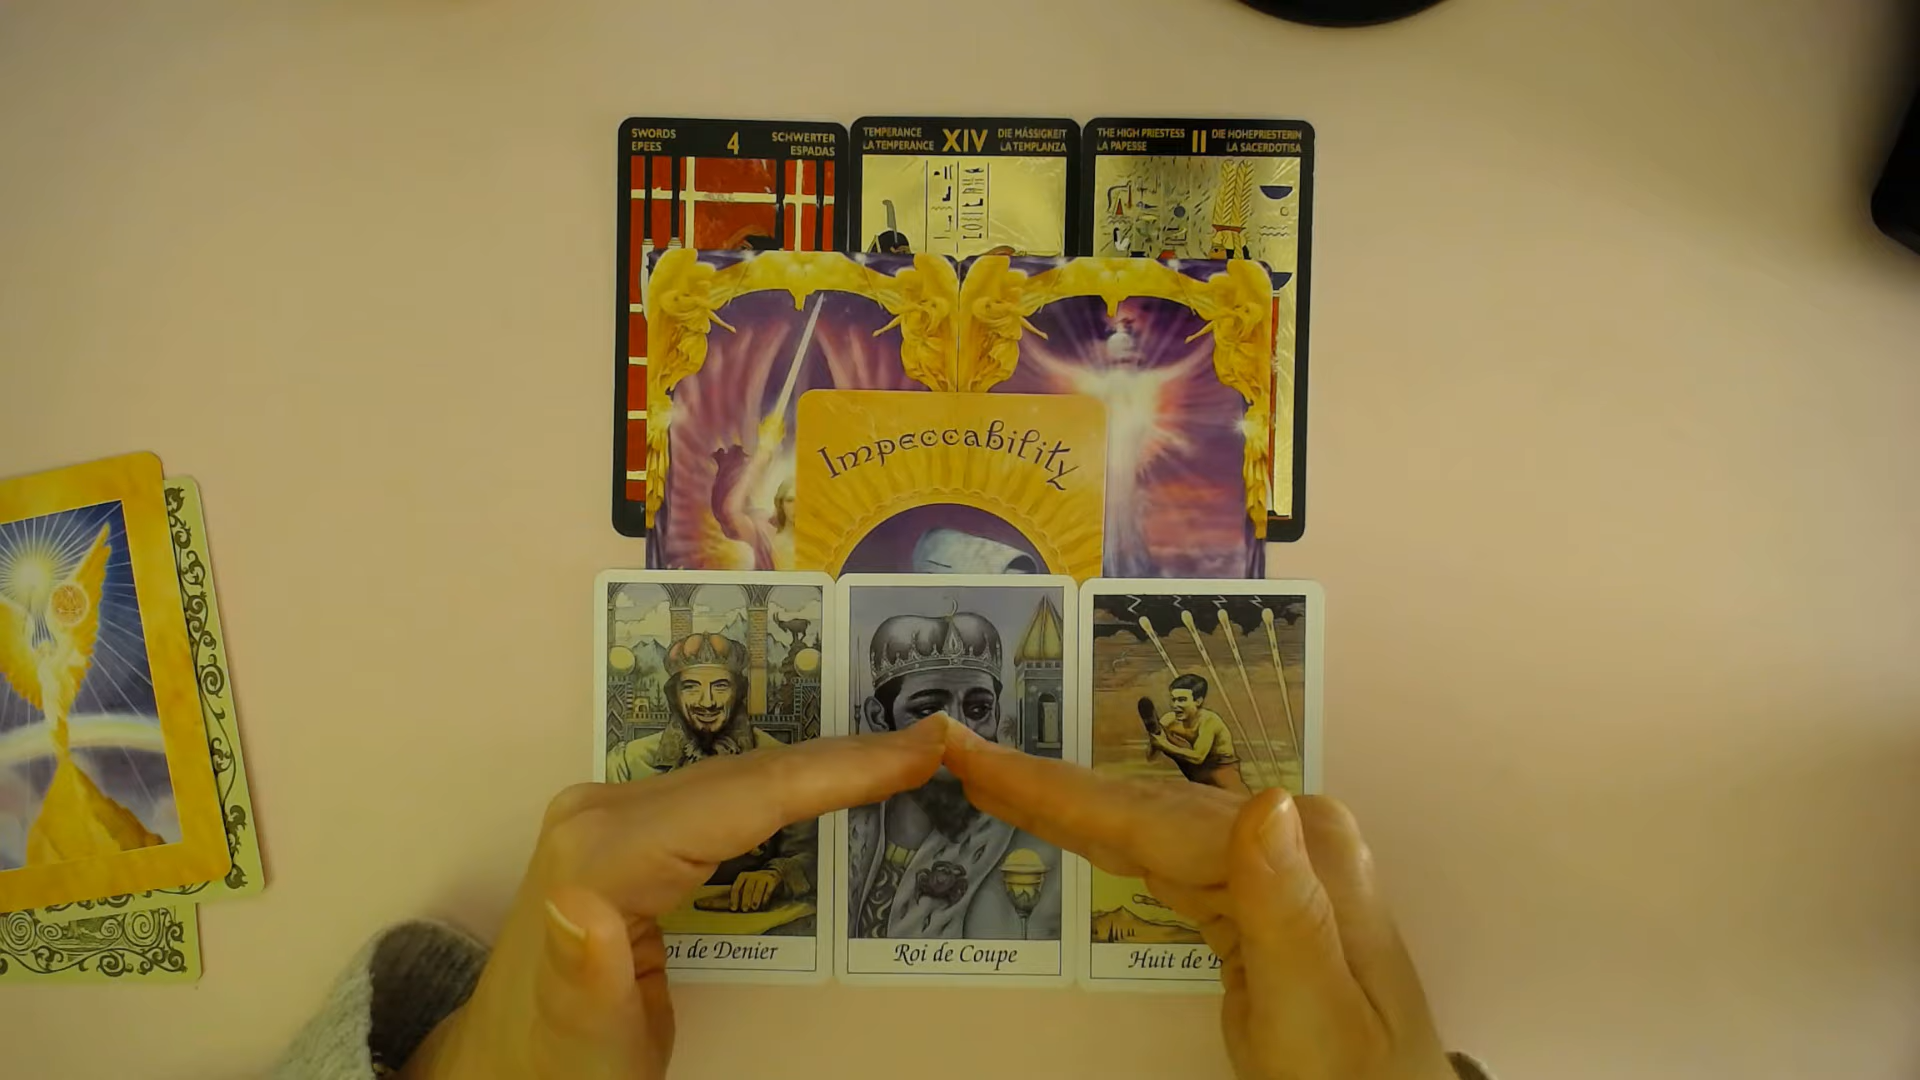 SWORDS
EPEES
4
SCHWERTER
ESPADAS
TEMPERANCE
LA TEMPERANCE
XIV
DIE MÄSSIGKEIT
LA TEMPLANZA
THE HIGH PRIESTESS
LA PAPESSE
II
DIE HOHEPRIESTERIN
LA SACERDOTISA
Impeccability
de Denier
Roi de Coupe
Huit de